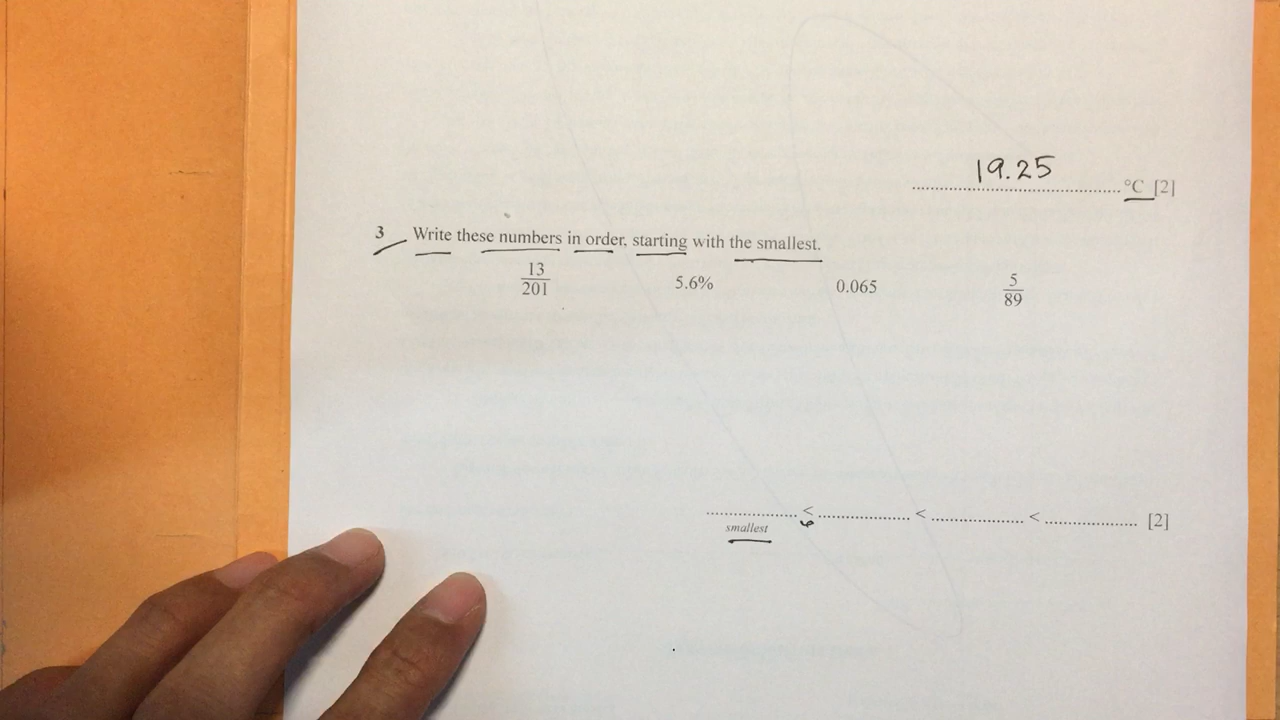 19.25
°C [2]
3 Write these numbers in order, starting with the smallest.
13/201 5.6% 0.065 5/89
.................. < .................. < .................. < .................. [2]
smallest